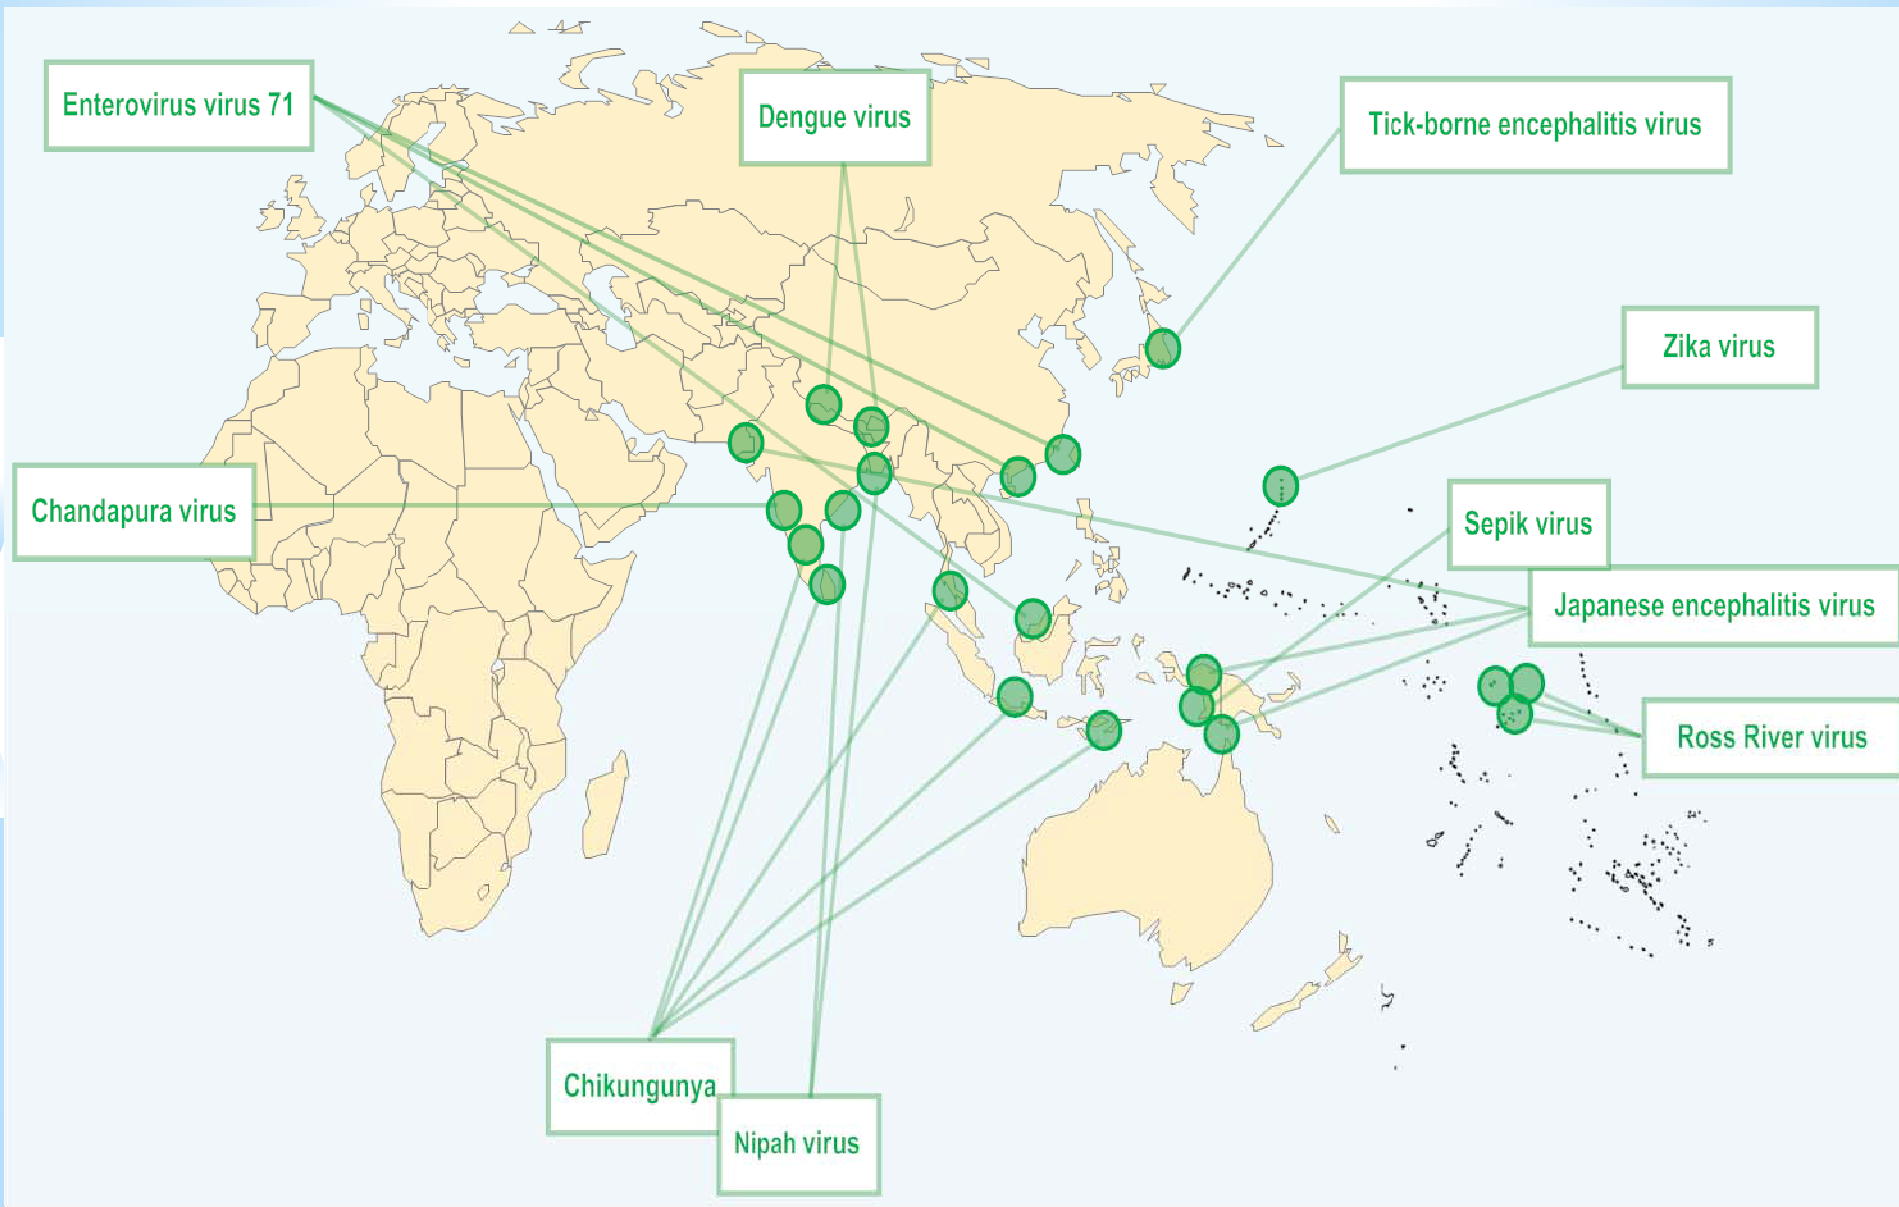 Enterovirus virus 71
Dengue virus
Tick-borne encephalitis virus
Zika virus
Chandapura virus
Sepik virus
Japanese encephalitis virus
Ross River virus
Chikungunya
Nipah virus